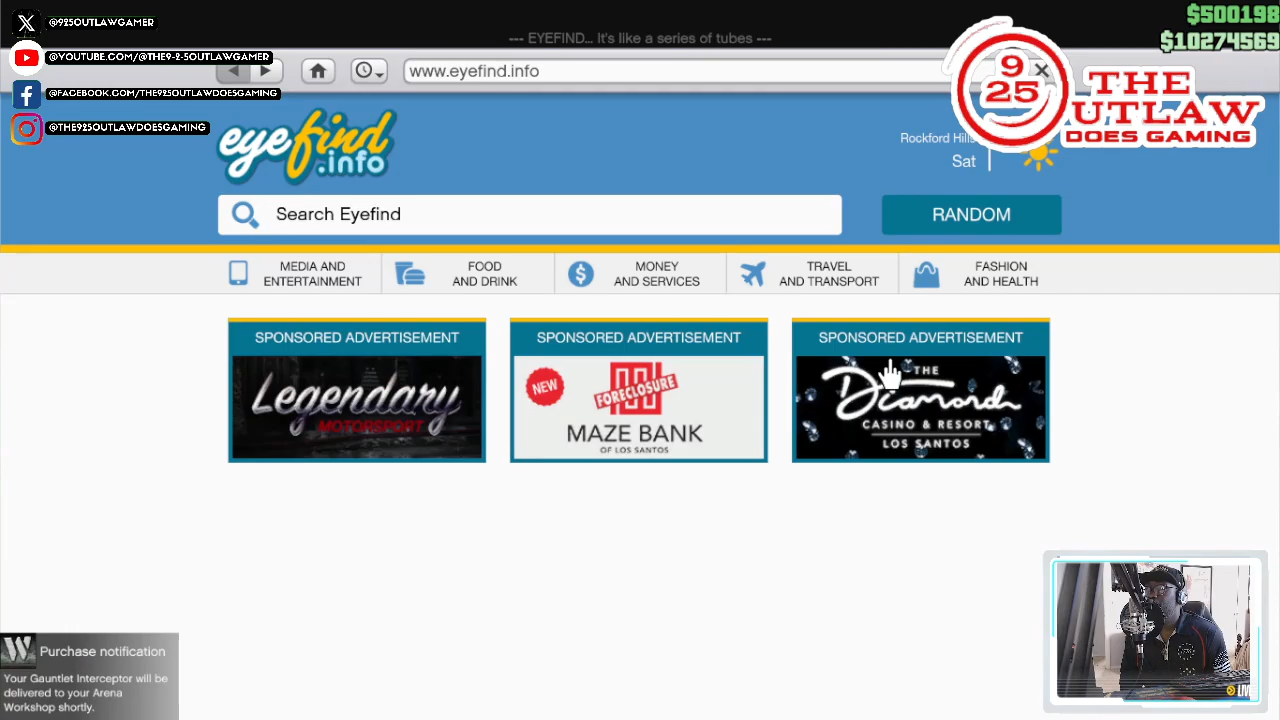 @925OUTLAWGAMER
@YOUTUBE.COM/@THE9-2-5OUTLAWGAMER
@FACEBOOK.COM/THE925OUTLAWDOESGAMING
@THE925OUTLAWDOESGAMING
--- EYEFIND... It's like a series of tubes ---
$500198
$10274569
www.eyefind.info
925
THE
OUTLAW
DOES GAMING
eyefind
.info
Rockford Hills
Sat
Search Eyefind
RANDOM
MEDIA AND
ENTERTAINMENT
FOOD
AND DRINK
MONEY
AND SERVICES
TRAVEL
AND TRANSPORT
FASHION
AND HEALTH
SPONSORED ADVERTISEMENT
Legendary
MOTORSPORT
SPONSORED ADVERTISEMENT
NEW
FORECLOSURE
MAZE BANK
OF LOS SANTOS
SPONSORED ADVERTISEMENT
THE
Diamond
CASINO & RESORT
LOS SANTOS
W
Purchase notification
Your Gauntlet Interceptor will be
delivered to your Arena
Workshop shortly.
LIVE